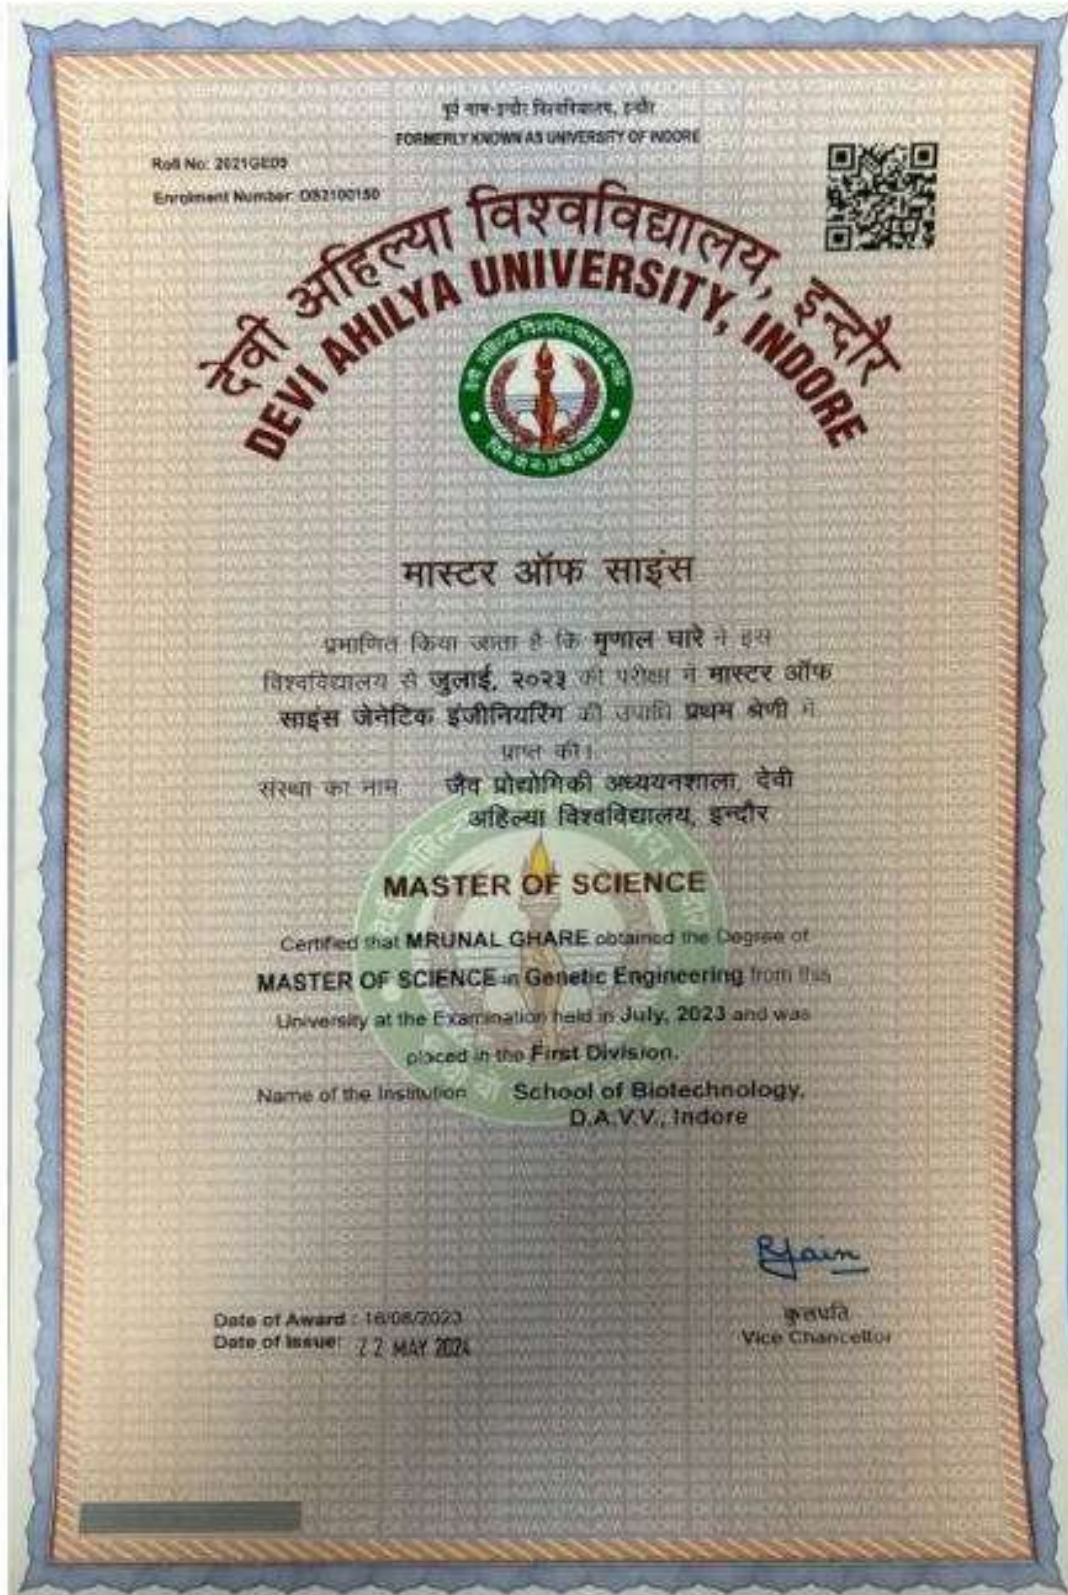 पूर्व नाम-इन्दौर विश्वविद्यालय, इन्दौर
FORMERLY KNOWN AS UNIVERSITY OF INDORE
Roll No: 2021GE09
Enrolment Number: DS2100150
देवी अहिल्या विश्वविद्यालय, इन्दौर
DEVI AHILYA UNIVERSITY, INDORE
मास्टर ऑफ साइंस
प्रमाणित किया जाता है कि मृणाल घारे ने इस
विश्वविद्यालय से जुलाई, २०२३ की परीक्षा में मास्टर ऑफ
साइंस जेनेटिक इंजीनियरिंग की उपाधि प्रथम श्रेणी में
प्राप्त की।
संस्था का नाम जैव प्रोद्योगिकी अध्ययनशाला, देवी
अहिल्या विश्वविद्यालय, इन्दौर
MASTER OF SCIENCE
Certified that MRUNAL GHARE obtained the Degree of
MASTER OF SCIENCE in Genetic Engineering from this
University at the Examination held in July, 2023 and was
placed in the First Division.
Name of the Institution School of Biotechnology,
D.A.V.V., Indore
Rjain
Date of Award : 16/08/2023
Date of Issue: 22 MAY 2024
कुलपति
Vice Chancellor